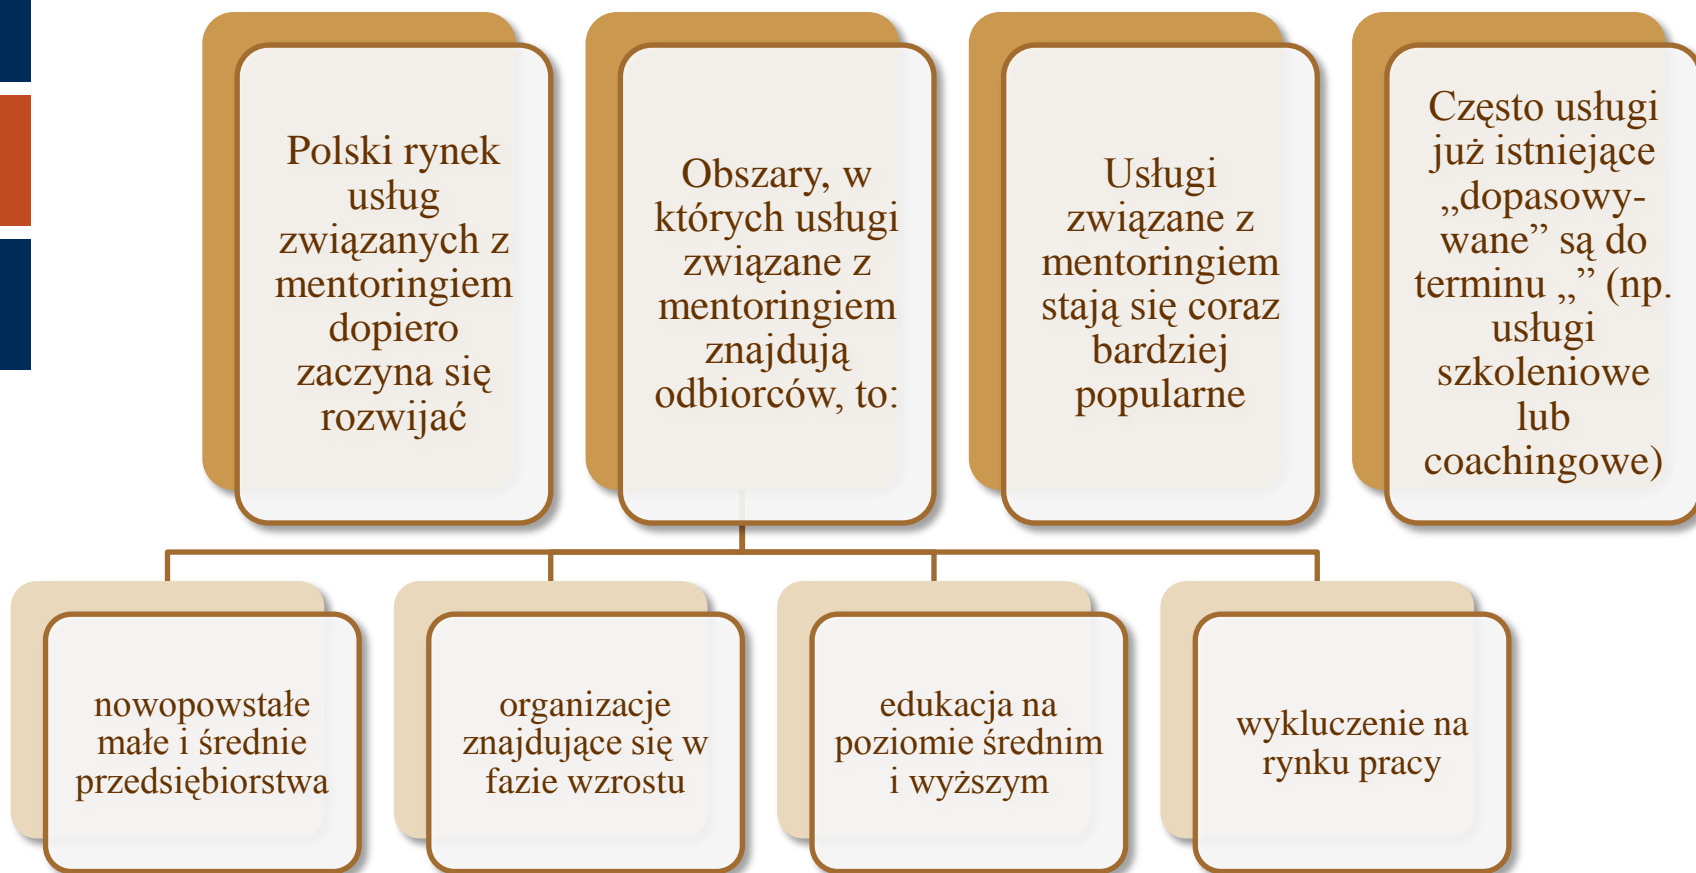 Polski rynek
usług
związanych z
mentoringiem
dopiero
zaczyna się
rozwijać
Obszary, w
których usługi
związane z
mentoringiem
znajdują
odbiorców, to:
Usługi
związane z
mentoringiem
stają się coraz
bardziej
popularne
Często usługi
już istniejące
„dopasowy-
wane” są do
terminu „” (np.
usługi
szkoleniowe
lub
coachingowe)
nowopowstałe
małe i średnie
przedsiębiorstwa
organizacje
znajdujące się w
fazie wzrostu
edukacja na
poziomie średnim
i wyższym
wykluczenie na
rynku pracy